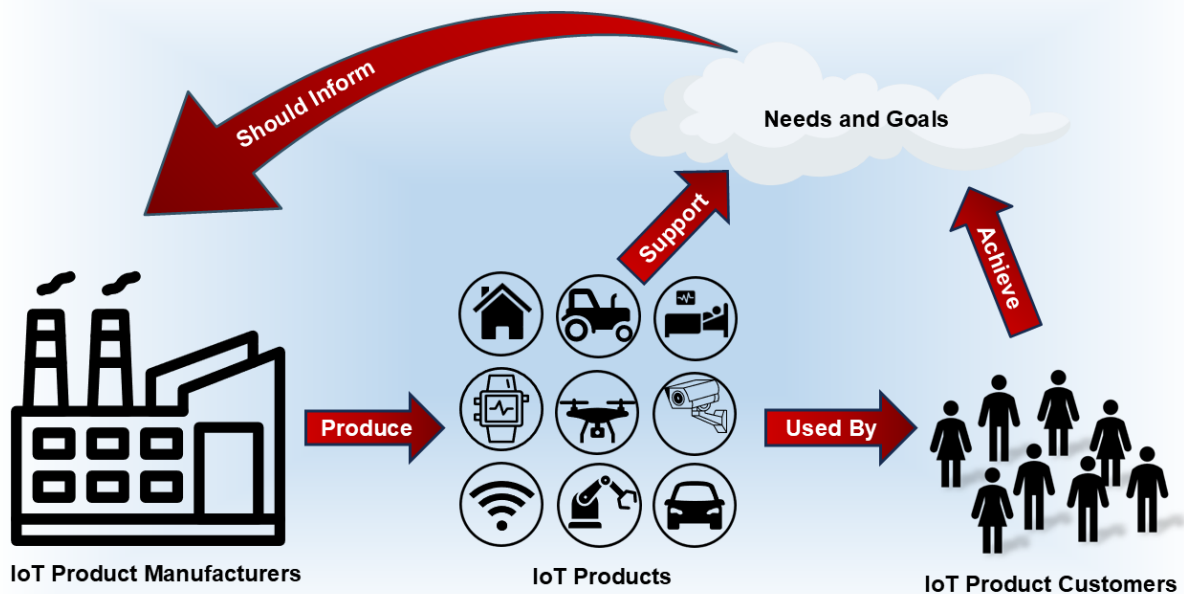 Should Inform
Needs and Goals
Support
Achieve
Produce
Used By
IoT Product Manufacturers
IoT Products
IoT Product Customers